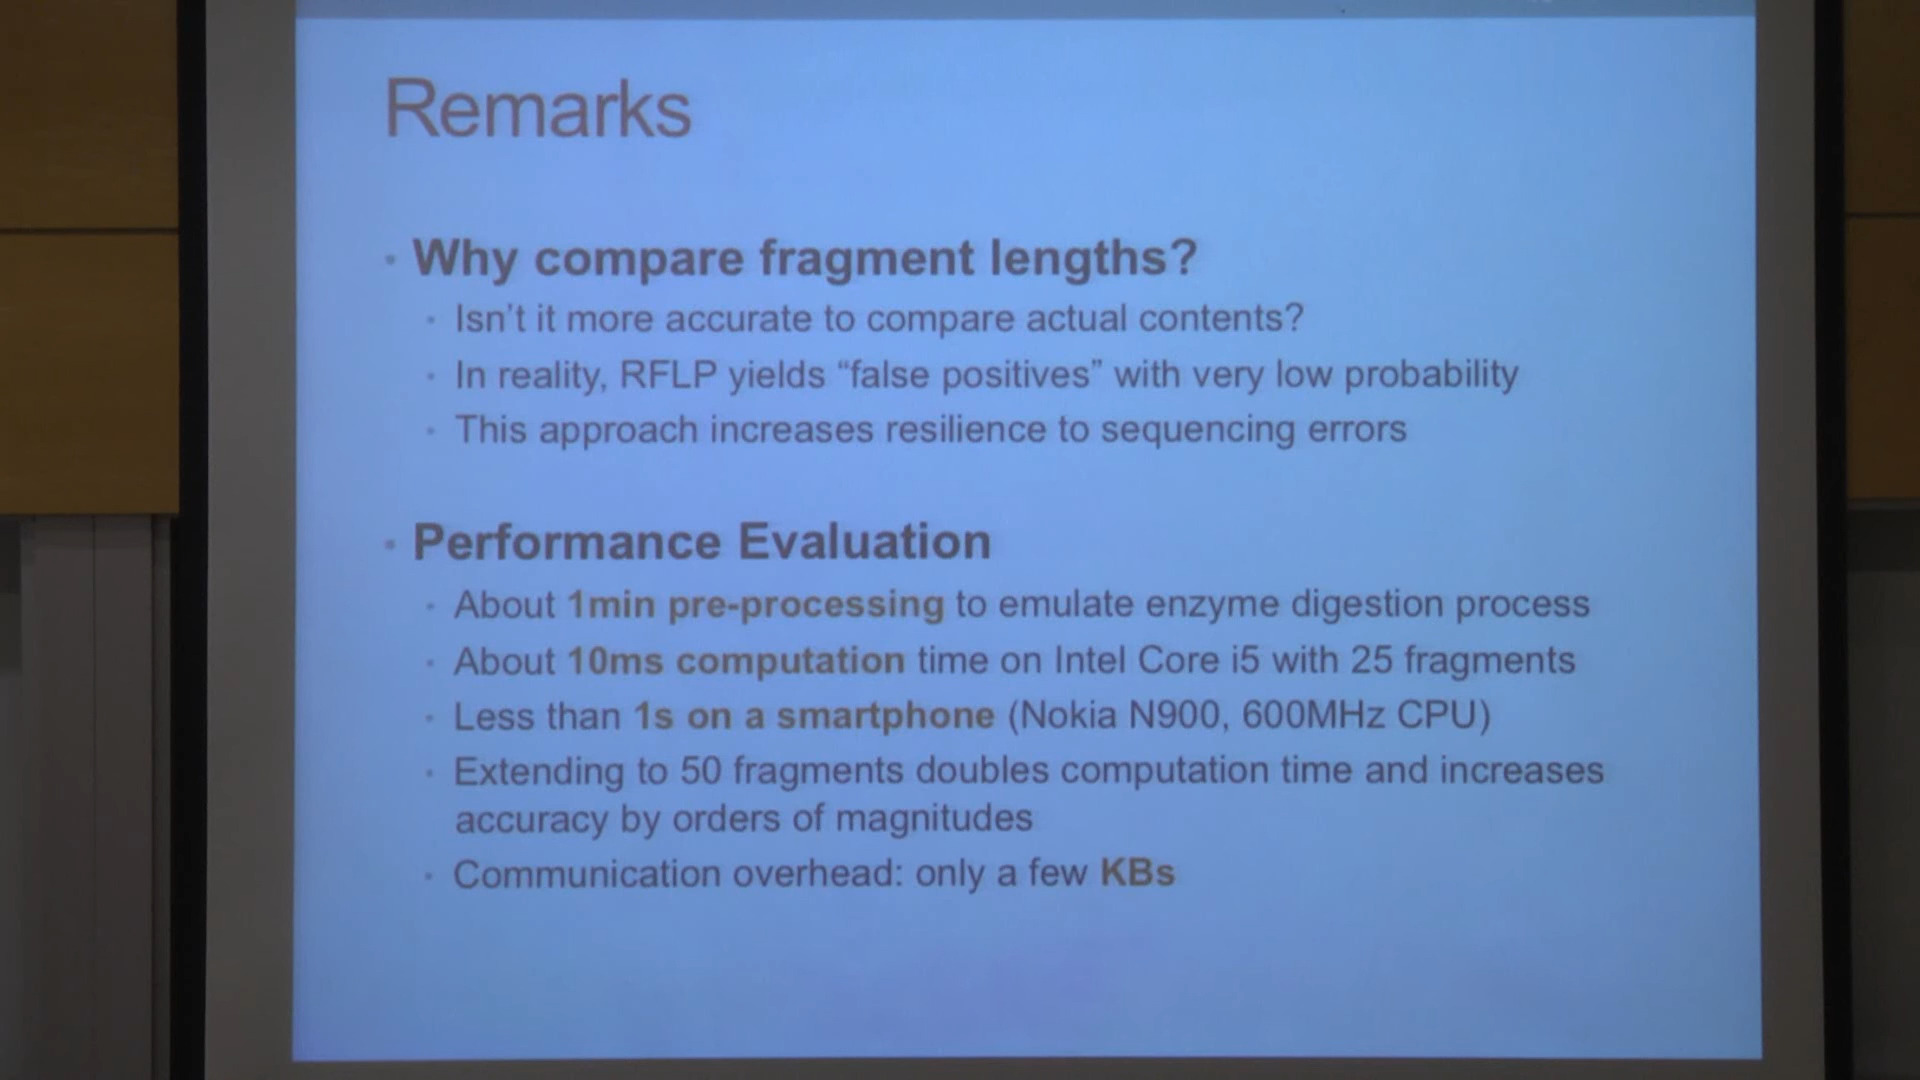 Remarks
• Why compare fragment lengths?
• Isn't it more accurate to compare actual contents?
• In reality, RFLP yields “false positives” with very low probability
• This approach increases resilience to sequencing errors
• Performance Evaluation
• About 1min pre-processing to emulate enzyme digestion process
• About 10ms computation time on Intel Core i5 with 25 fragments
• Less than 1s on a smartphone (Nokia N900, 600MHz CPU)
• Extending to 50 fragments doubles computation time and increases
accuracy by orders of magnitudes
• Communication overhead: only a few KBs